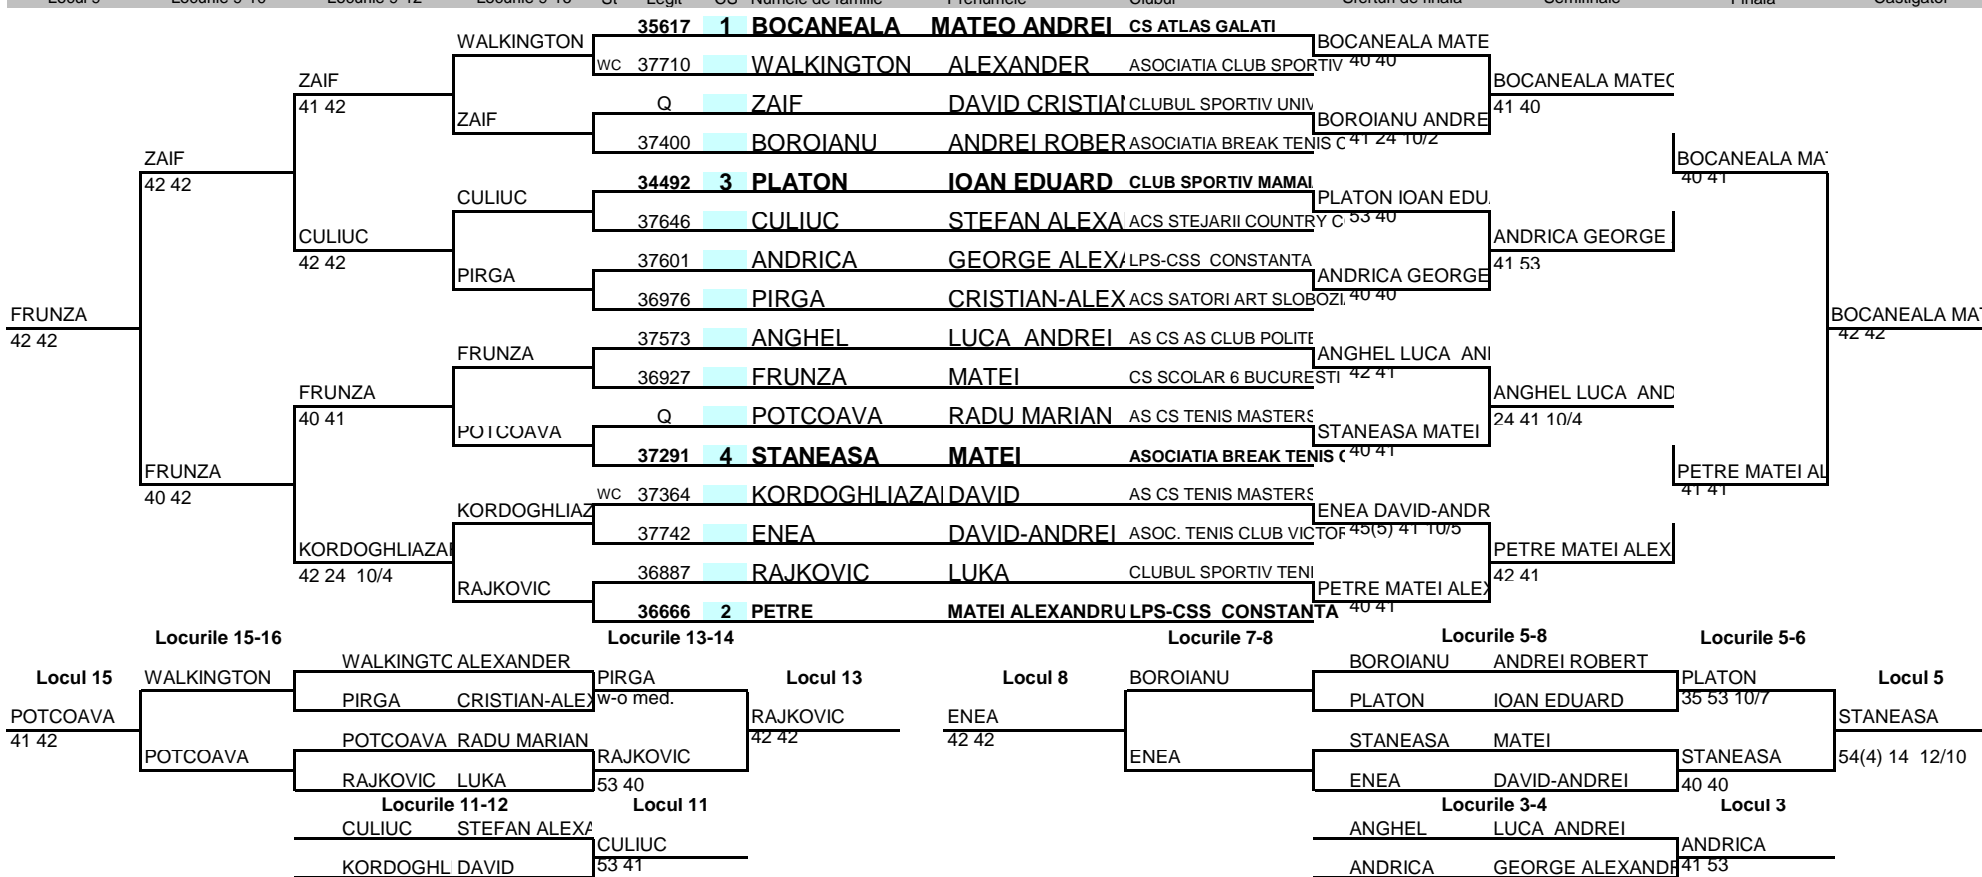 35617 1 BOCANEALA MATEO ANDREI CS ATLAS GALATI
WALKINGTON BOCANEALA MATE
WC 37710 WALKINGTON ALEXANDER ASOCIATIA CLUB SPORTIV 40 40
ZAIF BOCANEALA MATEO
41 42 Q ZAIF DAVID CRISTIAN CLUBUL SPORTIV UNIV 41 40
ZAIF BOROIANU ANDRE
37400 BOROIANU ANDREI ROBER ASOCIATIA BREAK TENIS C 41 24 10/2
ZAIF BOCANEALA MA
42 42 34492 3 PLATON IOAN EDUARD CLUB SPORTIV MAMAI 40 41
CULIUC PLATON IOAN EDU
37646 CULIUC STEFAN ALEXA ACS STEJARII COUNTRY C 53 40
CULIUC ANDRICA GEORGE
42 42 37601 ANDRICA GEORGE ALEXA LPS-CSS CONSTANTA 41 53
PIRGA ANDRICA GEORGE
36976 PIRGA CRISTIAN-ALEX ACS SATORI ART SLOBOZI 40 40
FRUNZA BOCANEALA MAT
42 42 37573 ANGHEL LUCA ANDREI AS CS AS CLUB POLITE 42 42
FRUNZA ANGHEL LUCA AN
36927 FRUNZA MATEI CS SCOLAR 6 BUCURESTI 42 41
FRUNZA ANGHEL LUCA AND
40 41 Q POTCOAVA RADU MARIAN AS CS TENIS MASTERS 24 41 10/4
POTCOAVA STANEASA MATEI
37291 4 STANEASA MATEI ASOCIATIA BREAK TENIS C 40 41
FRUNZA PETRE MATEI AL
40 42 WC 37364 KORDOGHLIAZA DAVID AS CS TENIS MASTERS 41 41
KORDOGHLIAZ ENEA DAVID-ANDR
37742 ENEA DAVID-ANDREI ASOC. TENIS CLUB VICTOR 45(5) 41 10/5
KORDOGHLIAZA PETRE MATEI ALEX
42 24 10/4 36887 RAJKOVIC LUKA CLUBUL SPORTIV TENI 42 41
RAJKOVIC PETRE MATEI ALEX
36666 2 PETRE MATEI ALEXANDRU LPS-CSS CONSTANTA 40 41
Locurile 15-16 Locurile 13-14 Locurile 7-8 Locurile 5-8 Locurile 5-6
WALKINGTO ALEXANDER BOROIANU ANDREI ROBERT
Locul 15 WALKINGTON PIRGA Locul 13 Locul 8 BOROIANU PLATON Locul 5
PIRGA CRISTIAN-ALEX w-o med. PLATON IOAN EDUARD 35 53 10/7
POTCOAVA RAJKOVIC ENEA STANEASA
41 42 POTCOAVA RADU MARIAN 42 42 42 42 STANEASA MATEI
POTCOAVA RAJKOVIC ENEA STANEASA 54(4) 14 12/10
RAJKOVIC LUKA 53 40 ENEA DAVID-ANDREI 40 40
Locurile 11-12 Locul 11 Locurile 3-4 Locul 3
CULIUC STEFAN ALEXA ANGHEL LUCA ANDREI
CULIUC ANDRICA
KORDOGHL DAVID 53 41 ANDRICA GEORGE ALEXANDR 41 53